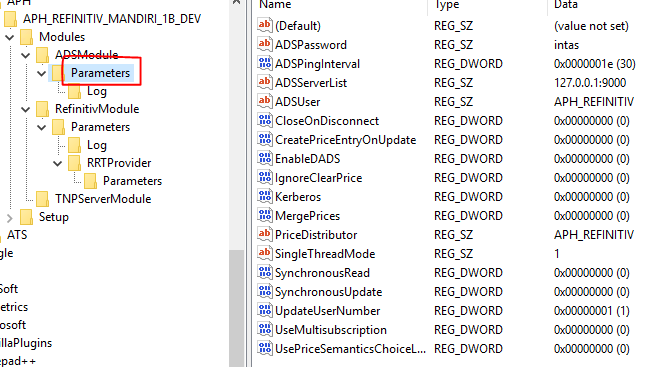 APH
APH_REFINITIV_MANDIRI_1B_DEV
Modules
ADSModule
Parameters
Log
RefinitivModule
Parameters
Log
RRTProvider
Parameters
TNPServerModule
Setup
ATS
gle
Soft
etrics
osoft
illaPlugins
epad++
Name Type Data
(Default) REG_SZ (value not set)
ADSPassword REG_SZ intas
ADSPingInterval REG_DWORD 0x0000001e (30)
ADSServerList REG_SZ 127.0.0.1:9000
ADSUser REG_SZ APH_REFINITIV
CloseOnDisconnect REG_DWORD 0x00000000 (0)
CreatePriceEntryOnUpdate REG_DWORD 0x00000000 (0)
EnableDADS REG_DWORD 0x00000000 (0)
IgnoreClearPrice REG_DWORD 0x00000000 (0)
Kerberos REG_DWORD 0x00000000 (0)
MergePrices REG_DWORD 0x00000000 (0)
PriceDistributor REG_SZ APH_REFINITIV
SingleThreadMode REG_SZ 1
SynchronousRead REG_DWORD 0x00000000 (0)
SynchronousUpdate REG_DWORD 0x00000000 (0)
UpdateUserNumber REG_DWORD 0x00000001 (1)
UseMultisubscription REG_DWORD 0x00000000 (0)
UsePriceSemanticsChoiceL... REG_DWORD 0x00000000 (0)